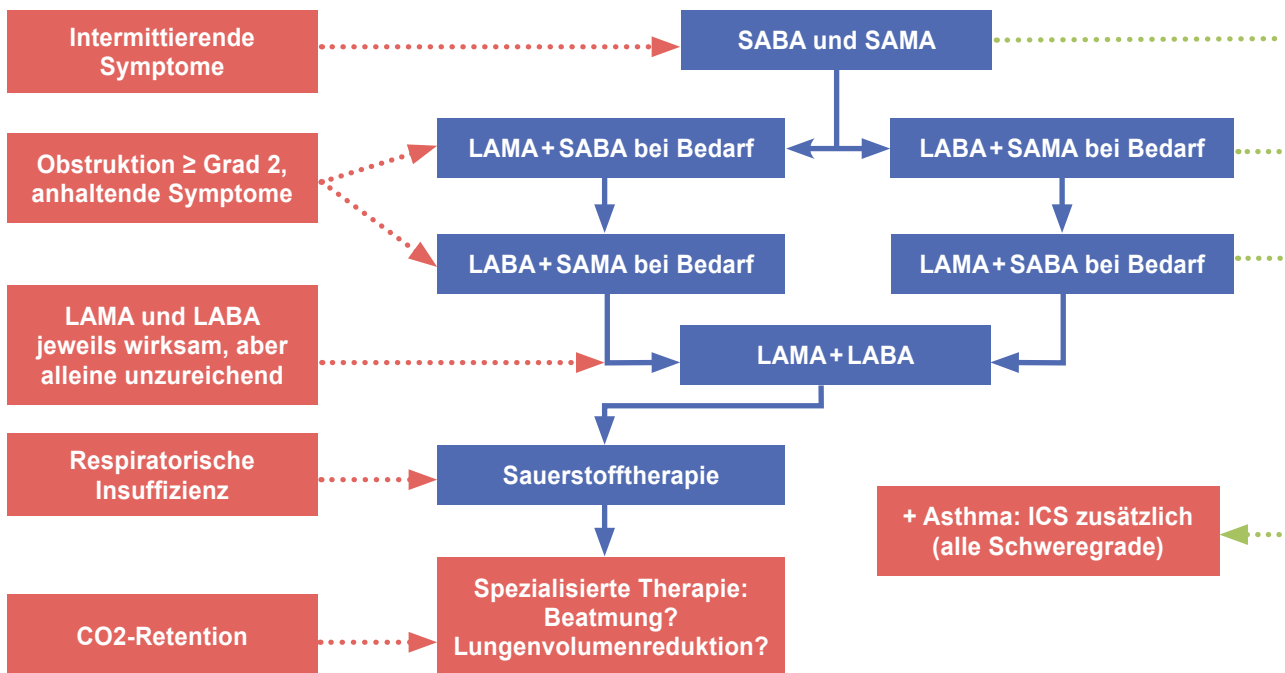 Intermittierende
Symptome
SABA und SAMA
Obstruktion ≥ Grad 2,
anhaltende Symptome
LAMA + SABA bei Bedarf
LABA + SAMA bei Bedarf
LABA + SAMA bei Bedarf
LAMA + SABA bei Bedarf
LAMA und LABA
jeweils wirksam, aber
alleine unzureichend
LAMA + LABA
Respiratorische
Insuffizienz
Sauerstofftherapie
+ Asthma: ICS zusätzlich
(alle Schweregrade)
CO2-Retention
Spezialisierte Therapie:
Beatmung?
Lungenvolumenreduktion?